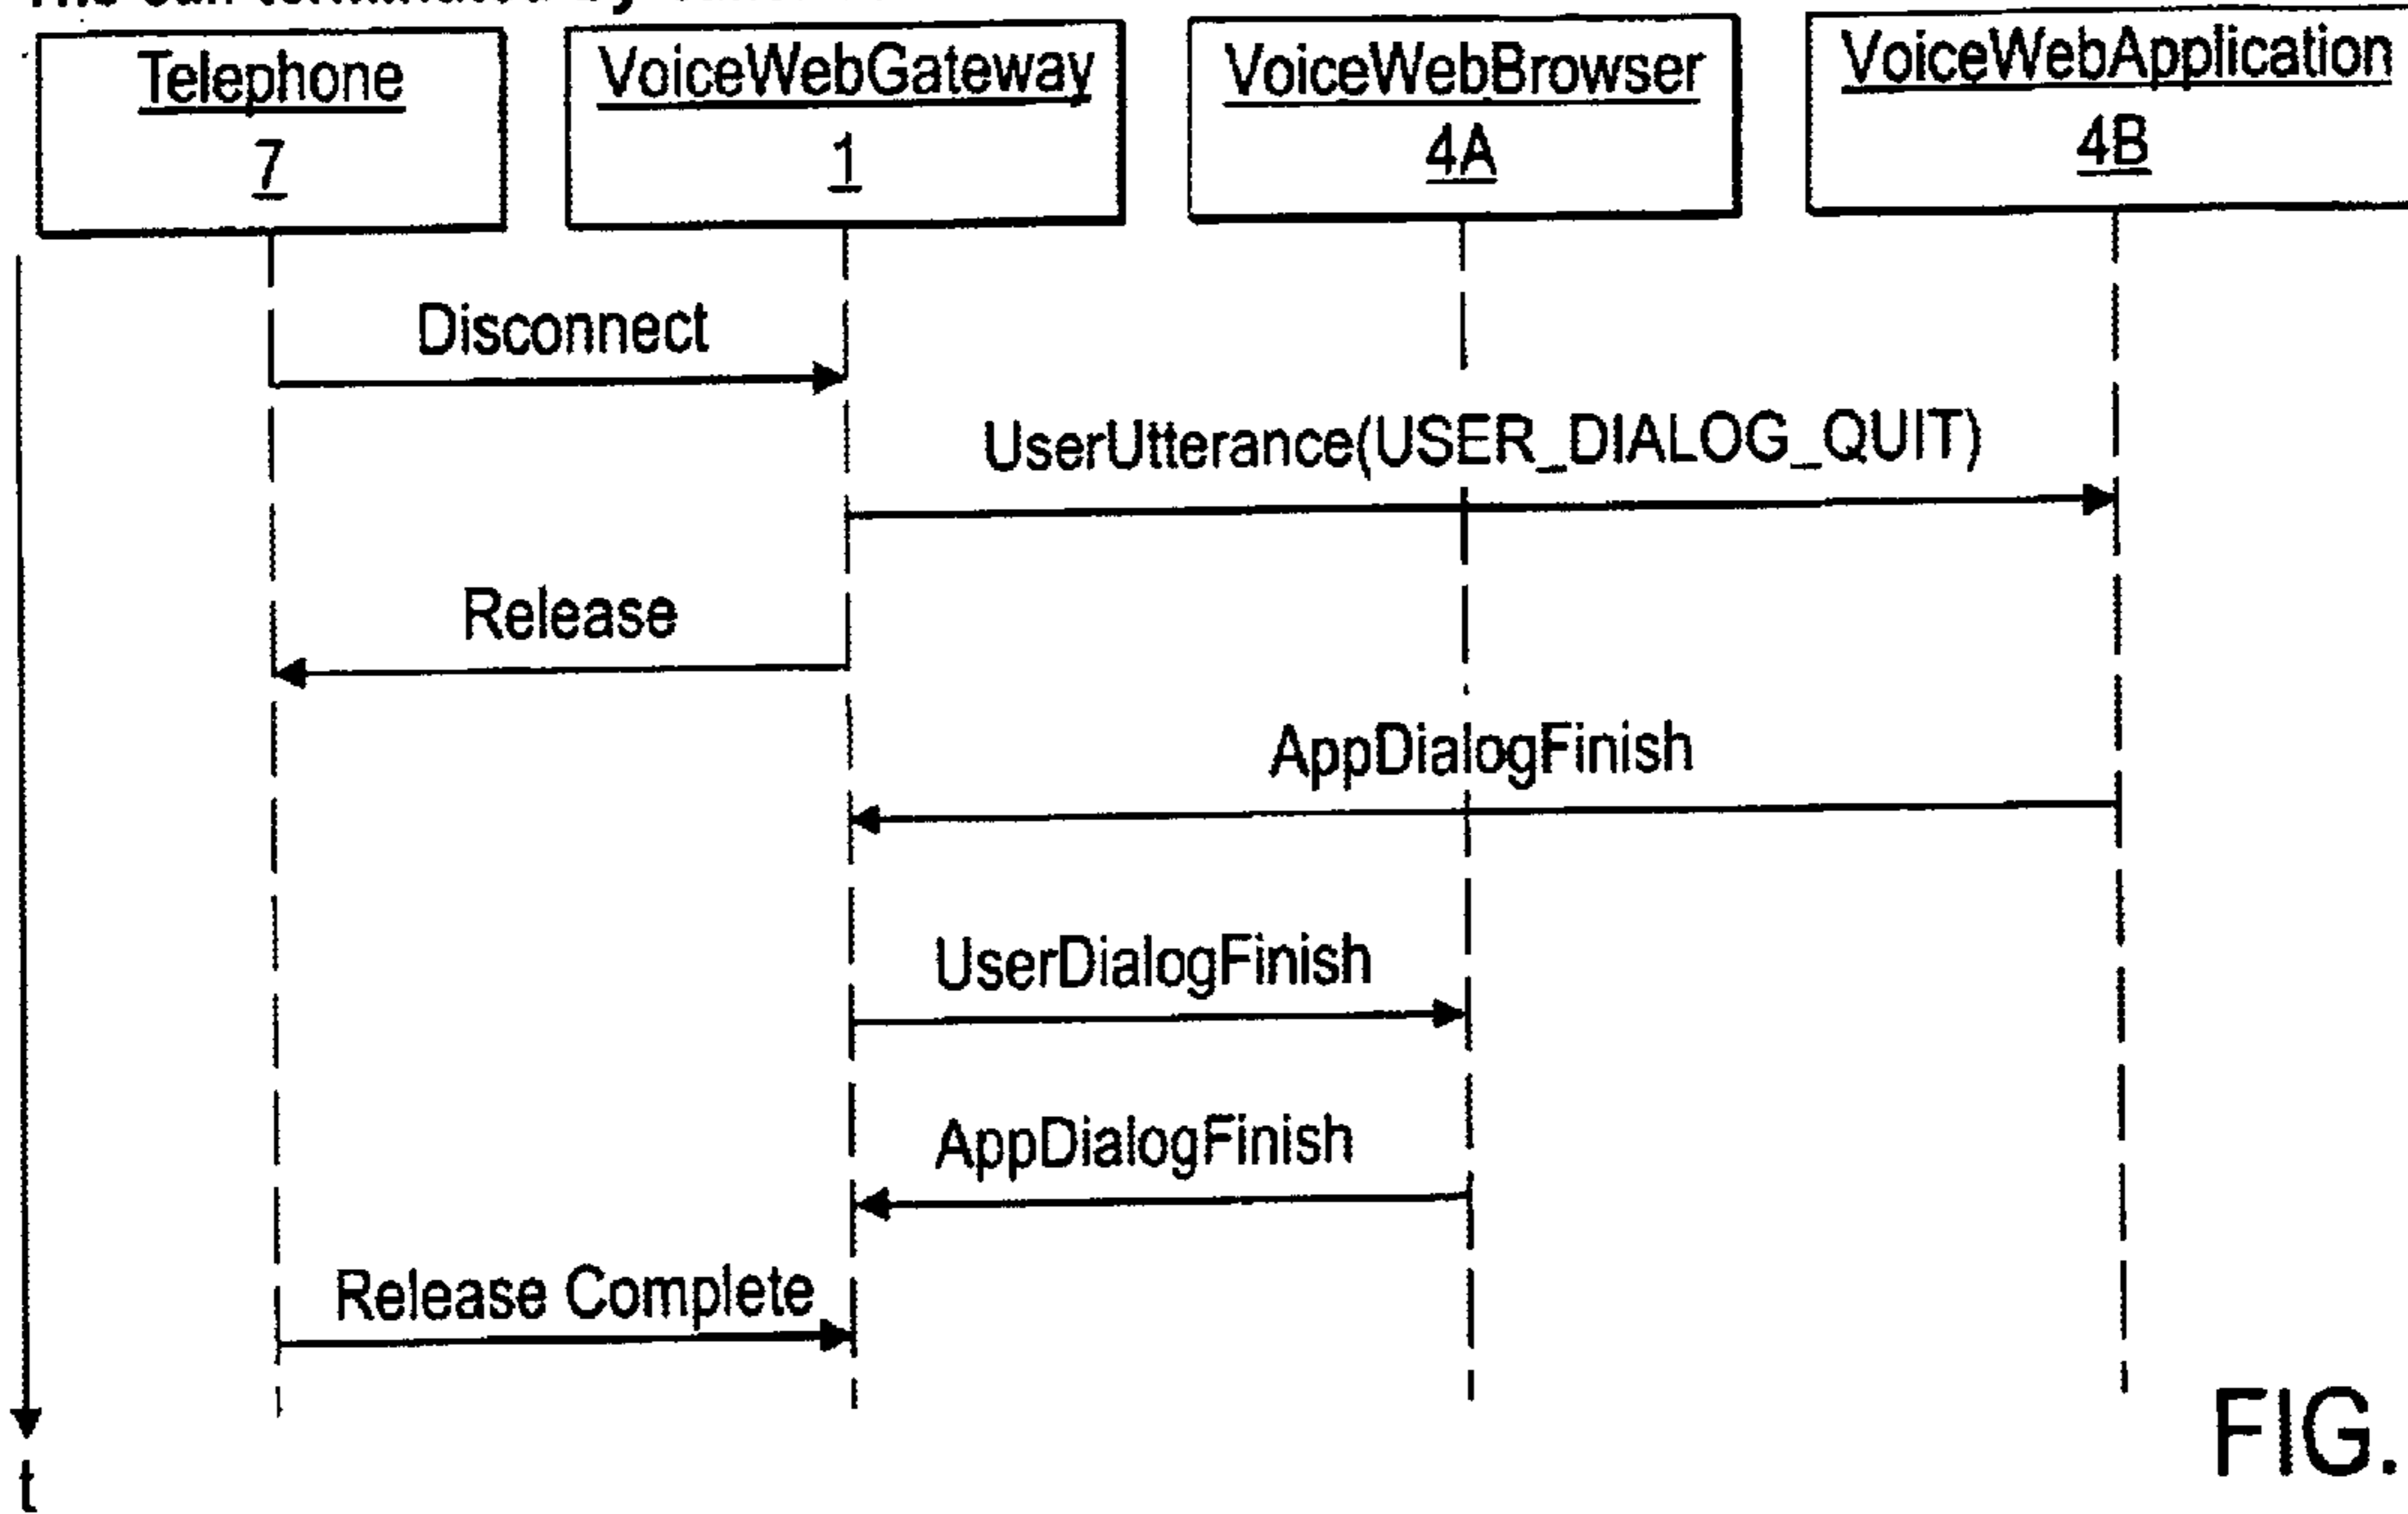 Telephone
7
VoiceWebGateway
1
VoiceWebBrowser
4A
VoiceWebApplication
4B
Disconnect
UserUtterance(USER_DIALOG_QUIT)
Release
AppDialogFinish
UserDialogFinish
AppDialogFinish
Release Complete
t
FIG.